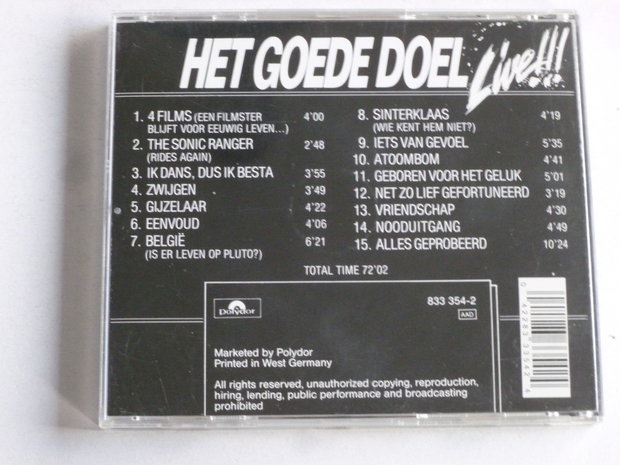 HET GOEDE DOEL Live!!!
1. 4 FILMS (EEN FILMSTER
BLIJFT VOOR EEUWIG LEVEN...) 4'00
2. THE SONIC RANGER
(RIDES AGAIN) 2'48
3. IK DANS, DUS IK BESTA 3'55
4. ZWIJGEN 3'49
5. GIJZELAAR 4'22
6. EENVOUD 4'06
7. BELGIË
(IS ER LEVEN OP PLUTO?) 6'21
8. SINTERKLAAS
(WIE KENT HEM NIET?) 4'19
9. IETS VAN GEVOEL 5'35
10. ATOOMBOM 4'41
11. GEBOREN VOOR HET GELUK 5'01
12. NET ZO LIEF GEFORTUNEERD 3'19
13. VRIENDSCHAP 4'30
14. NOODUITGANG 4'49
15. ALLES GEPROBEERD 10'24
TOTAL TIME 72'02
Polydor
833 354-2
AAD
Marketed by Polydor
Printed in West Germany
All rights reserved, unauthorized copying, reproduction,
hiring, lending, public performance and broadcasting
prohibited
0 42283 33542 4